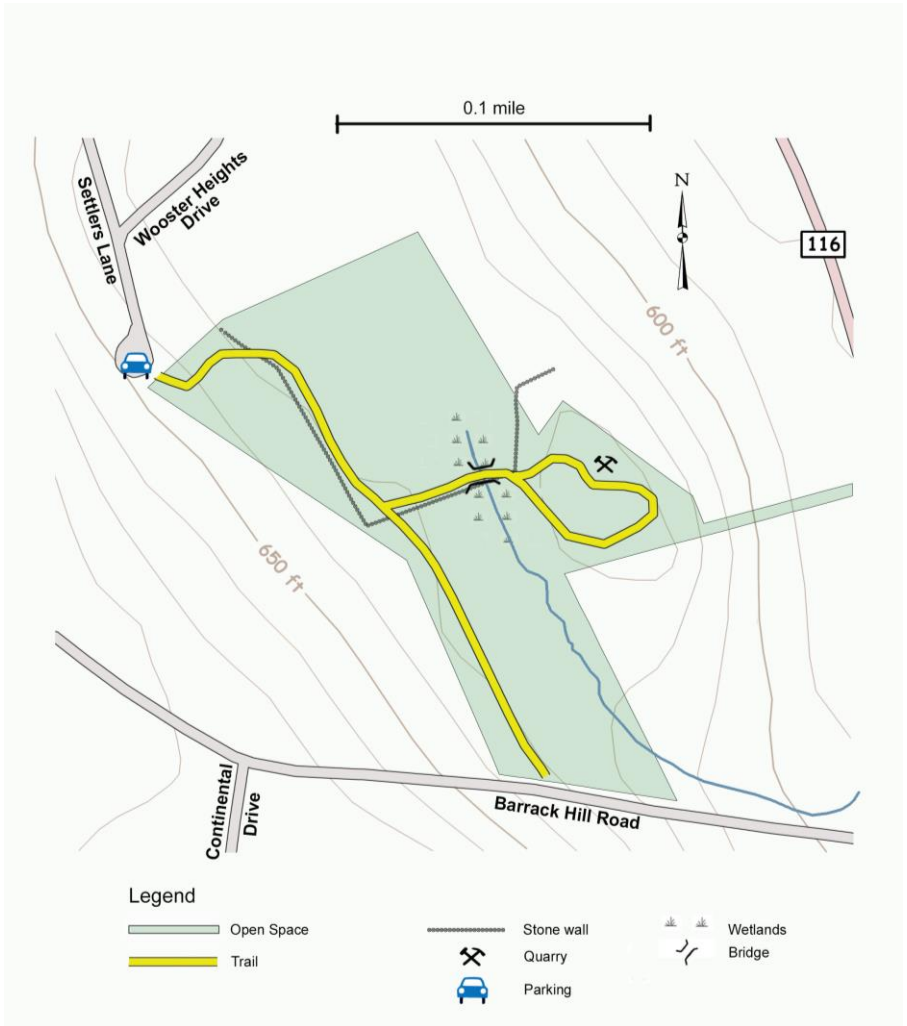 0.1 mile
Settlers Lane
Wooster Heights
Drive
N
116
600 ft
650 ft
Continental
Drive
Barrack Hill Road
Legend
Open Space
Trail
Stone wall
Quarry
Parking
Wetlands
Bridge